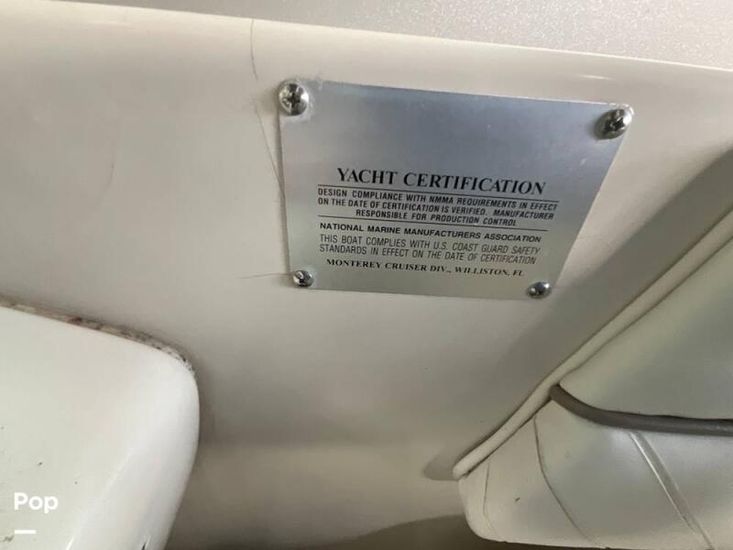 YACHT CERTIFICATION
DESIGN COMPLIANCE WITH NMMA REQUIREMENTS IN EFFECT
ON THE DATE OF CERTIFICATION IS VERIFIED. MANUFACTURER
RESPONSIBLE FOR PRODUCTION CONTROL
NATIONAL MARINE MANUFACTURERS ASSOCIATION
THIS BOAT COMPLIES WITH U.S. COAST GUARD SAFETY
STANDARDS IN EFFECT ON THE DATE OF CERTIFICATION
MONTEREY CRUISER DIV., WILLISTON, FL
Pop